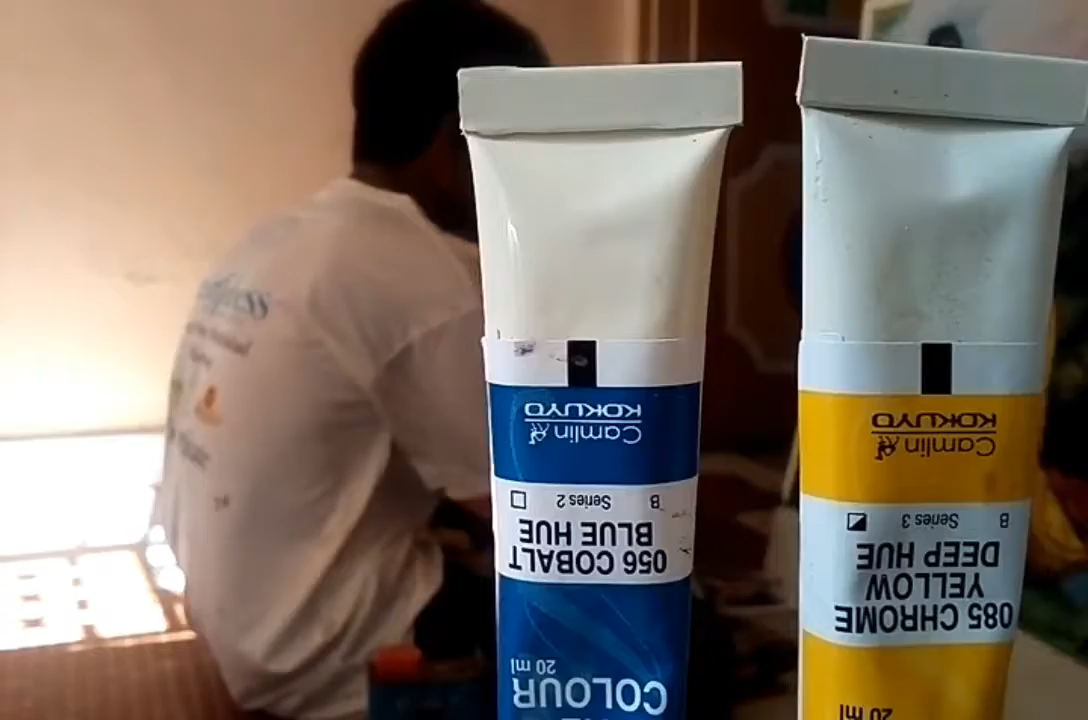 COLOUR
20 ml
056 COBALT
BLUE HUE
B Series 2
Camlin
KOKUYO
20 ml
085 CHROME
YELLOW
DEEP HUE
B Series 3
Camlin
KOKUYO